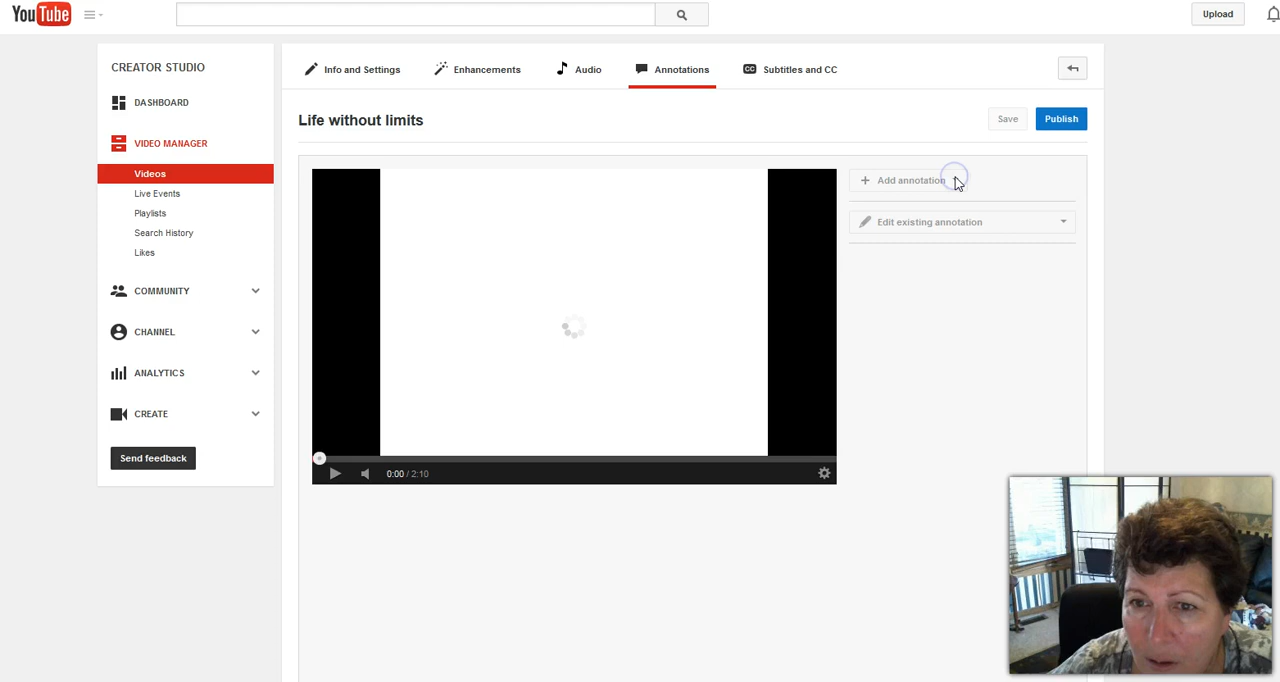 YouTube
Upload
CREATOR STUDIO
DASHBOARD
VIDEO MANAGER
Videos
Live Events
Playlists
Search History
Likes
COMMUNITY
CHANNEL
ANALYTICS
CREATE
Send feedback
Info and Settings
Enhancements
Audio
Annotations
CC Subtitles and CC
Life without limits
Save
Publish
+ Add annotation
Edit existing annotation
0:00 / 2:10